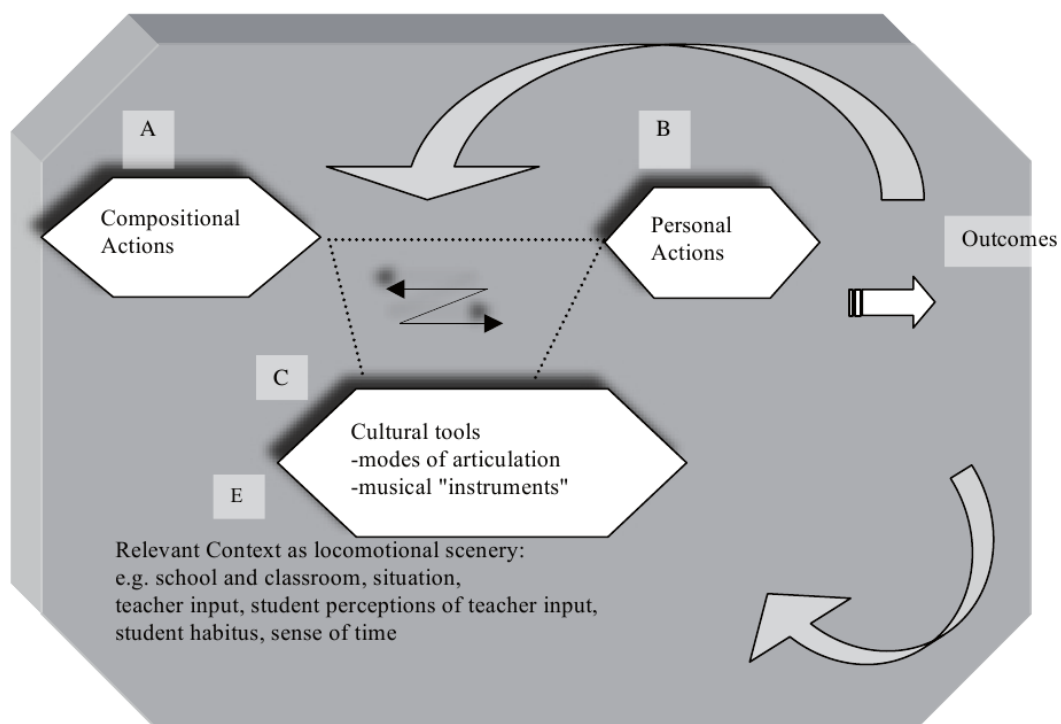 A
B
Compositional
Actions
Personal
Actions
Outcomes
C
Cultural tools
-modes of articulation
-musical "instruments"
E
Relevant Context as locomotional scenery:
e.g. school and classroom, situation,
teacher input, student perceptions of teacher input,
student habitus, sense of time